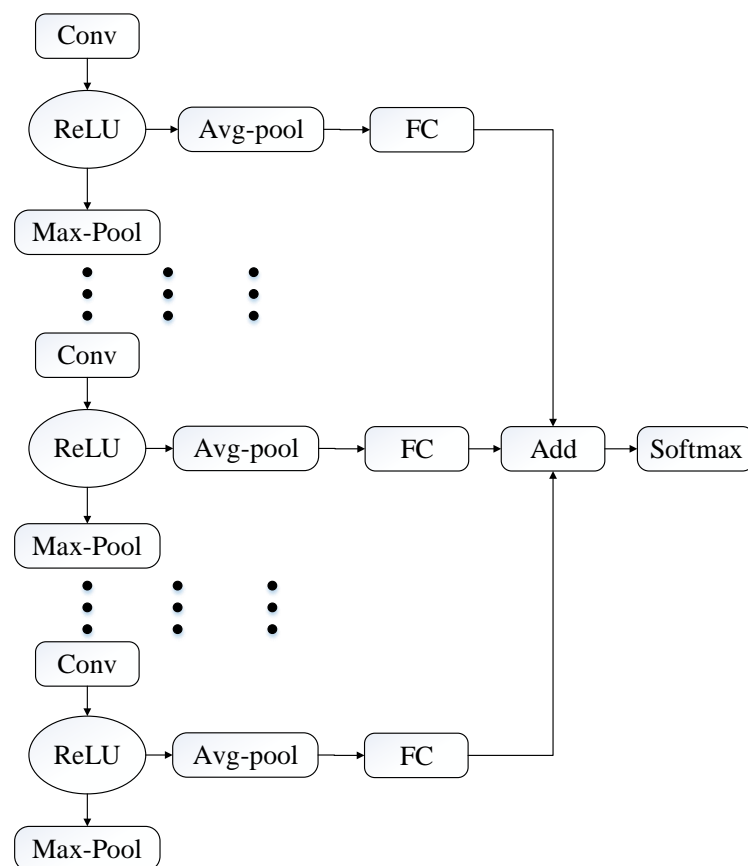 Conv
ReLU
Avg-pool
FC
Max-Pool
Conv
ReLU
Avg-pool
FC
Add
Softmax
Max-Pool
Conv
ReLU
Avg-pool
FC
Max-Pool